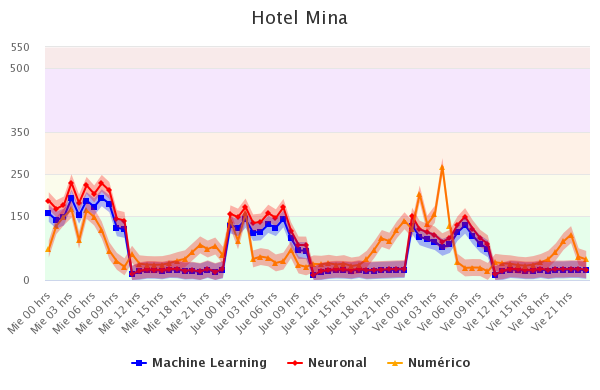 Hotel Mina
550
500
350
250
150
0
Mie 00 hrs
Mie 03 hrs
Mie 06 hrs
Mie 09 hrs
Mie 12 hrs
Mie 15 hrs
Mie 18 hrs
Mie 21 hrs
Jue 00 hrs
Jue 03 hrs
Jue 06 hrs
Jue 09 hrs
Jue 12 hrs
Jue 15 hrs
Jue 18 hrs
Jue 21 hrs
Vie 00 hrs
Vie 03 hrs
Vie 06 hrs
Vie 09 hrs
Vie 12 hrs
Vie 15 hrs
Vie 18 hrs
Vie 21 hrs
Machine Learning Neuronal Numérico